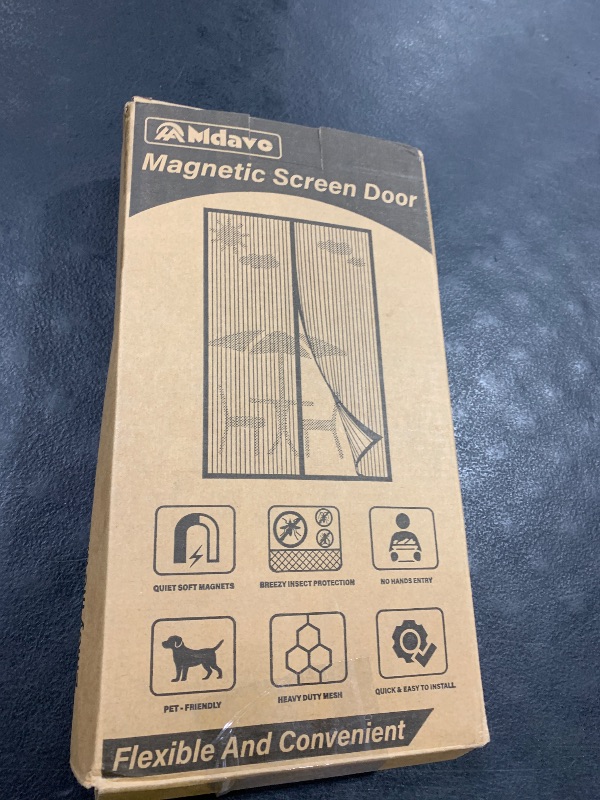 Mdavo
Magnetic Screen Door
QUIET SOFT MAGNETS
BREEZY INSECT PROTECTION
NO HANDS ENTRY
PET - FRIENDLY
HEAVY DUTY MESH
QUICK & EASY TO INSTALL
Flexible And Convenient